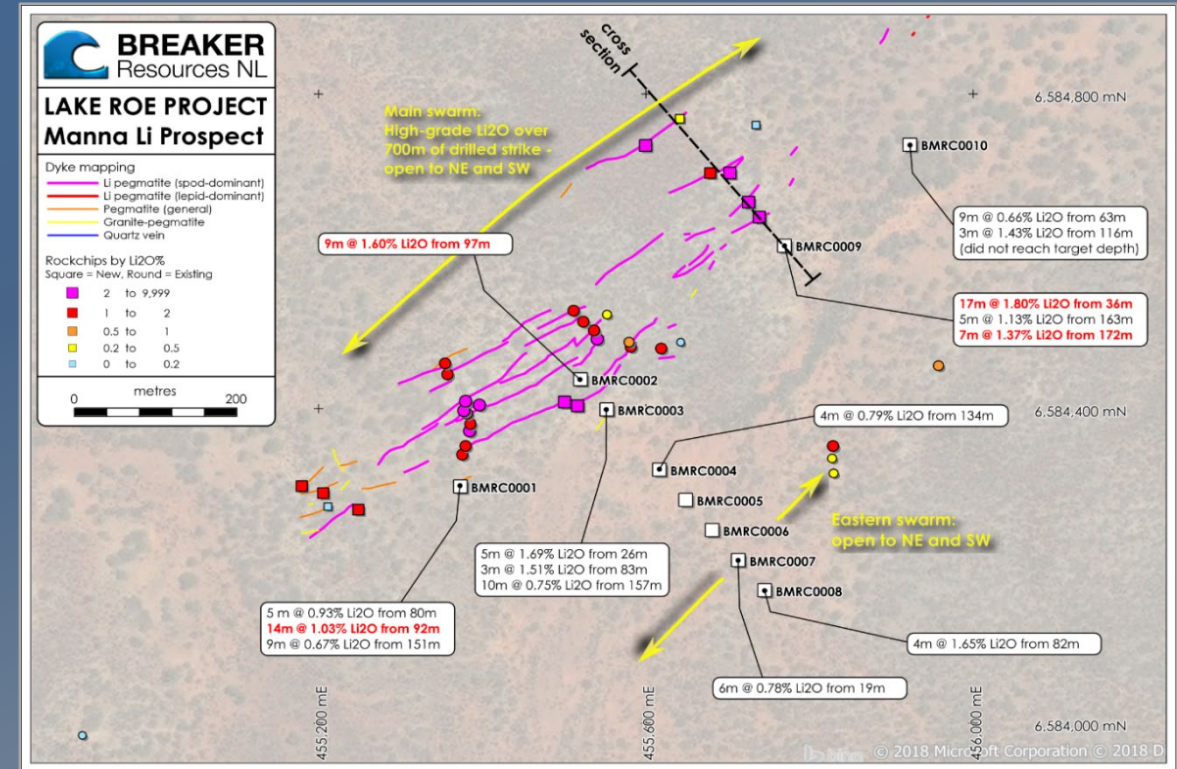 BREAKER
Resources NL
LAKE ROE PROJECT
Manna Li Prospect
Dyke mapping
Li pegmatite (spod-dominant)
Li pegmatite (lepid-dominant)
Pegmatite (general)
Granite-pegmatite
Quartz vein
Rockchips by Li2O%
Square = New, Round = Existing
2 to 9,999
1 to 2
0.5 to 1
0.2 to 0.5
0 to 0.2
metres
0 200
cross
section
Main swarm:
High-grade Li2O over
700m of drilled strike -
open to NE and SW
6,584,800 mN
BMRC0010
9m @ 0.66% Li2O from 63m
3m @ 1.43% Li2O from 116m
(did not reach target depth)
9m @ 1.60% Li2O from 97m
BMRC0009
17m @ 1.80% Li2O from 36m
5m @ 1.13% Li2O from 163m
7m @ 1.37% Li2O from 172m
BMRC0002
BMRC0003
6,584,400 mN
4m @ 0.79% Li2O from 134m
BMRC0004
BMRC0001
BMRC0005
BMRC0006
Eastern swarm:
open to NE and SW
BMRC0007
BMRC0008
5m @ 1.69% Li2O from 26m
3m @ 1.51% Li2O from 83m
10m @ 0.75% Li2O from 157m
5 m @ 0.93% Li2O from 80m
14m @ 1.03% Li2O from 92m
9m @ 0.67% Li2O from 151m
4m @ 1.65% Li2O from 82m
6m @ 0.78% Li2O from 19m
455,200 mE
455,600 mE
456,000 mE
6,584,000 mN
© 2018 Microsoft Corporation © 2018 D